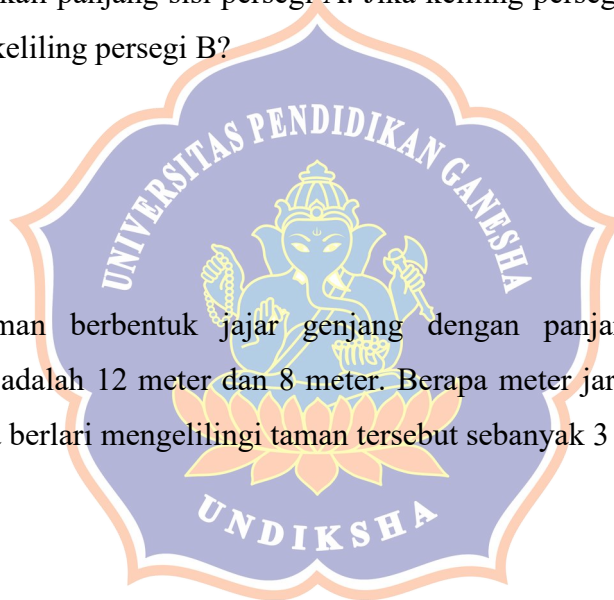 kan panjang sisi persegi A. Jika keliling perseg
keliling persegi B?
UNIVERSITAS PENDIDIKAN GANESHA
man berbentuk jajar genjang dengan panja
adalah 12 meter dan 8 meter. Berapa meter jar
berlari mengelilingi taman tersebut sebanyak 3
UNDIKSHA